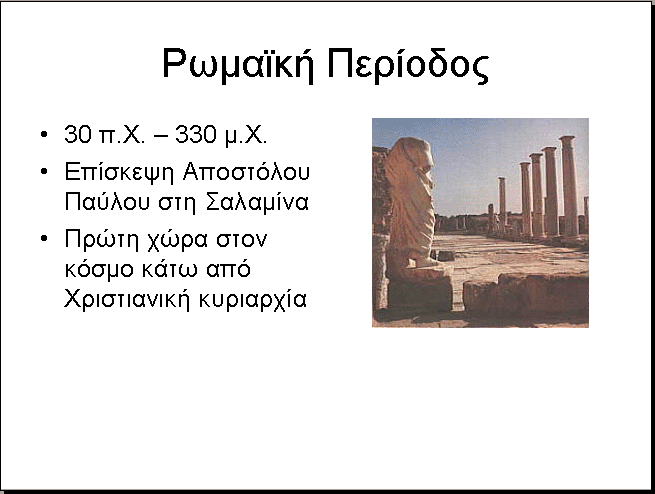 Ρωμαϊκή Περίοδος
• 30 π.Χ. – 330 μ.Χ.
• Επίσκεψη Αποστόλου
Παύλου στη Σαλαμίνα
• Πρώτη χώρα στον
κόσμο κάτω από
Χριστιανική κυριαρχία